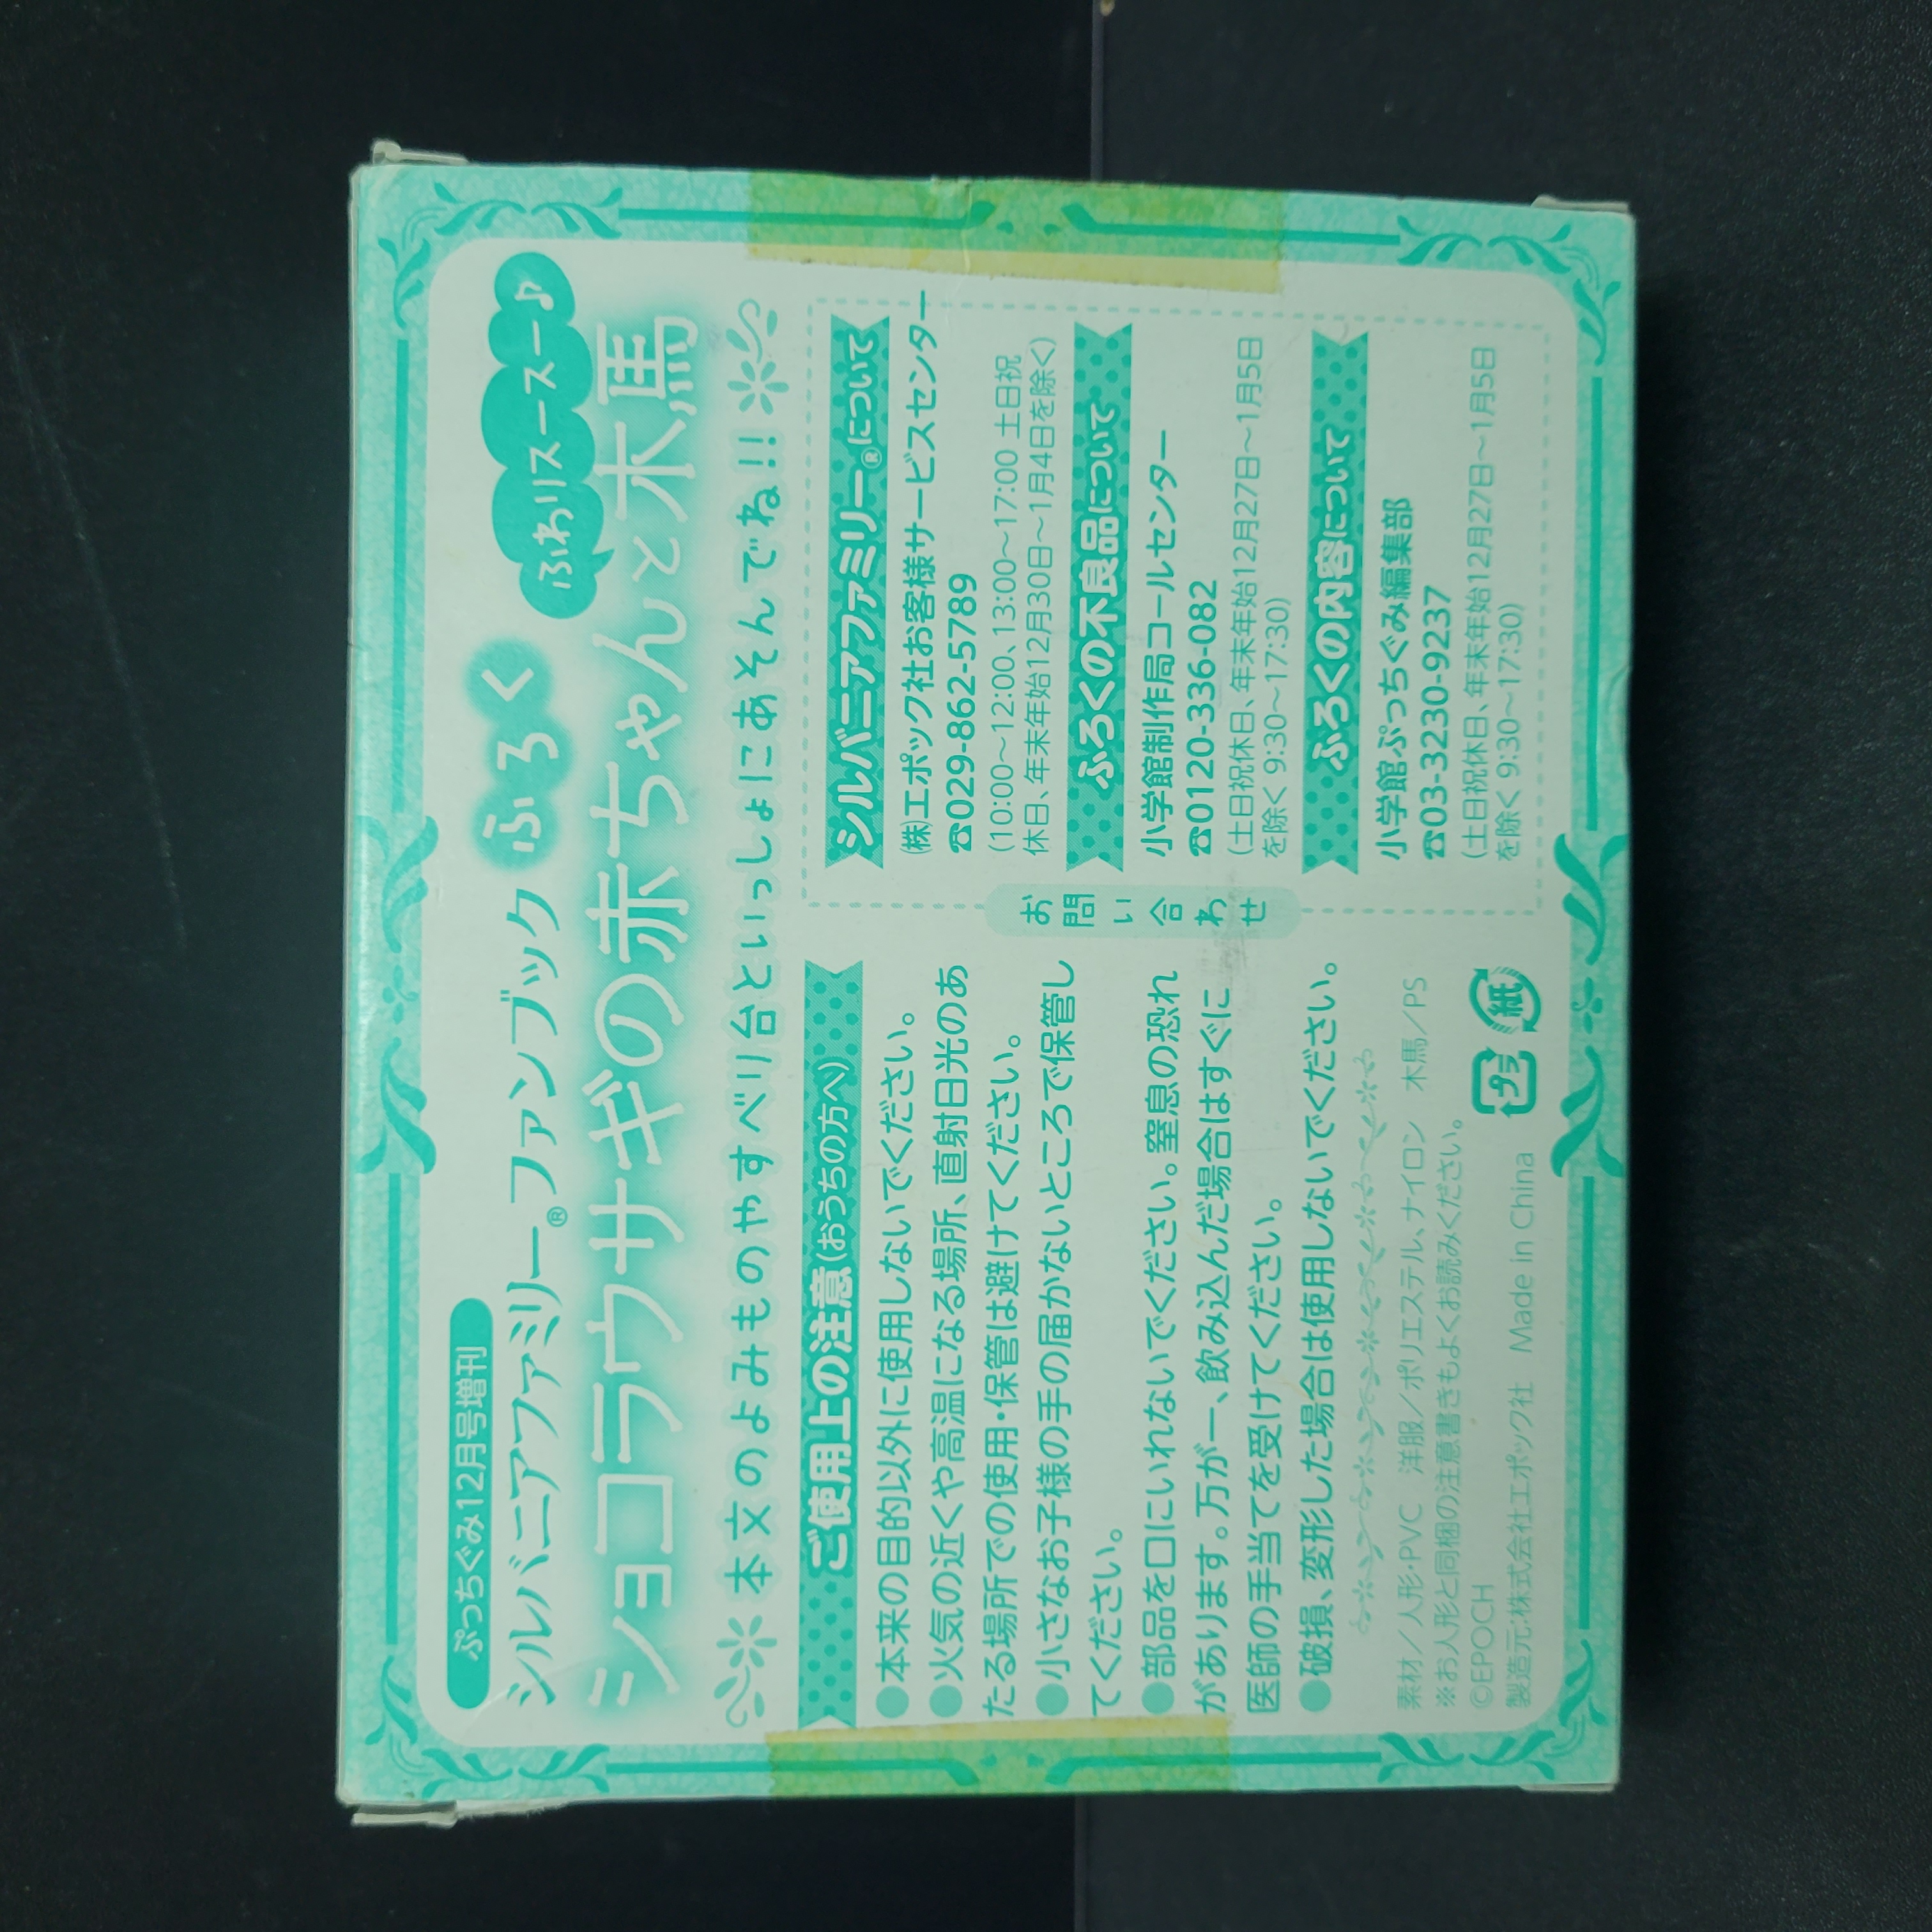 ぷっちぐみ12月号増刊
シルバニアファミリー®ファンブック ふろく
ふわりスースー♪
ショコラウサギの赤ちゃんと木馬
本文のよみものやすべり台といっしょにあそんでね!!
ご使用上の注意(おうちの方へ)
●本来の目的以外に使用しないでください。
●火気の近くや高温になる場所、直射日光のあ
たる場所での使用・保管は避けてください。
●小さなお子様の手の届かないところで保管し
てください。
●部品を口にいれないでください。窒息の恐れ
があります。万が一、飲み込んだ場合はすぐに
医師の手当てを受けてください。
●破損、変形した場合は使用しないでください。
素材/人形・PVC 洋服/ポリエステル、ナイロン 木馬/PS
※お人形と同梱の注意書きもよくお読みください。
©EPOCH
製造元:株式会社エポック社 Made in China
プラ
紙
お問い合わせ
シルバニアファミリー®について
㈱エポック社お客様サービスセンター
☎029-862-5789
(10:00〜12:00、13:00〜17:00 土日祝
休日、年末年始12月30日〜1月4日を除く)
ふろくの不良品について
小学館制作局コールセンター
☎0120-336-082
(土日祝休日、年末年始12月27日〜1月5日
を除く 9:30〜17:30)
ふろくの内容について
小学館ぷっちぐみ編集部
☎03-3230-9237
(土日祝休日、年末年始12月27日〜1月5日
を除く 9:30〜17:30)